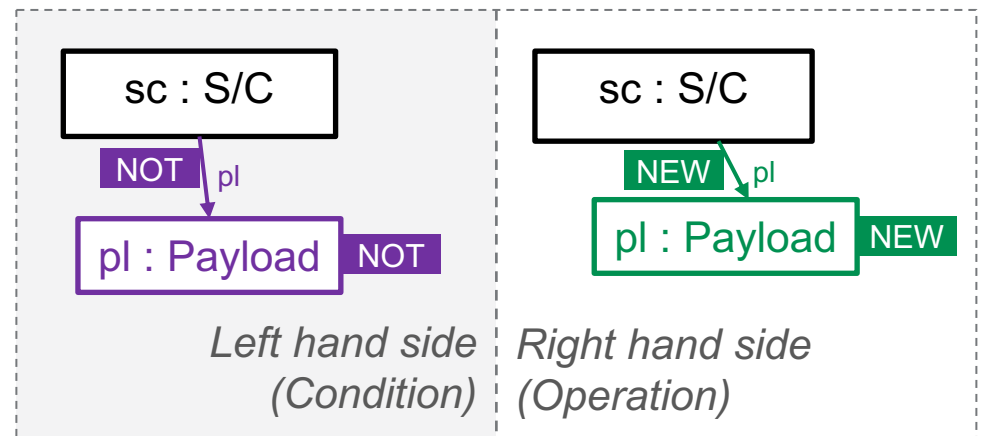 sc : S/C
NOT
pl
pl : Payload
NOT
Left hand side
(Condition)
sc : S/C
NEW
pl
pl : Payload
NEW
Right hand side
(Operation)